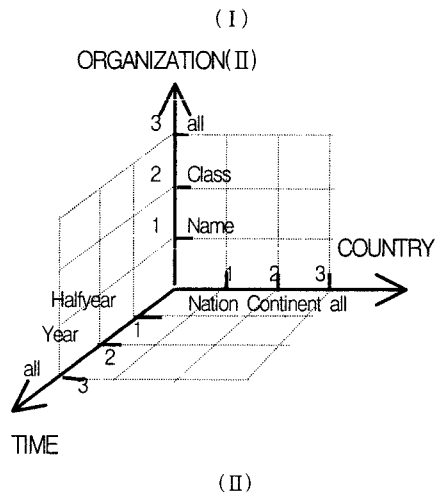 (I)
ORGANIZATION(II)
3 all
2 Class
1 Name
COUNTRY
1 2 3
Nation Continent all
Halfyear 1
Year 2
all 3
TIME
(II)